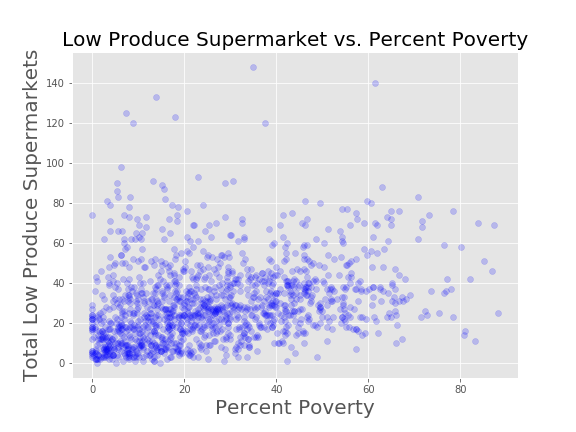 Low Produce Supermarket vs. Percent Poverty
Total Low Produce Supermarkets
140
120
100
80
60
40
20
0
0 20 40 60 80
Percent Poverty